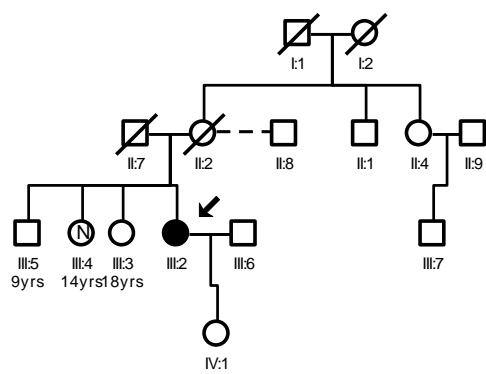 I:1 I:2
II:7 II:2 II:8 II:1 II:4 II:9
N
III:5 III:4 III:3 III:2 III:6 III:7
9yrs 14yrs 18yrs
IV:1